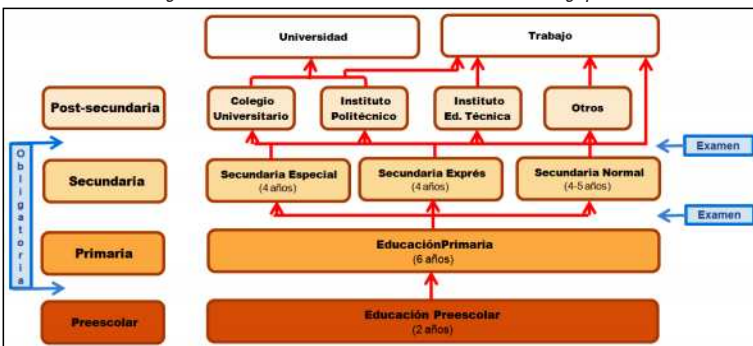 Universidad
Trabajo
Post-secundaria
Colegio
Universitario
Instituto
Politécnico
Instituto
Ed. Técnica
Otros
Examen
Obligatoria
Secundaria
Secundaria Especial
(4 años)
Secundaria Exprés
(4 años)
Secundaria Normal
(4-5 años)
Examen
Primaria
EducaciónPrimaria
(6 años)
Preescolar
Educación Preescolar
(2 años)